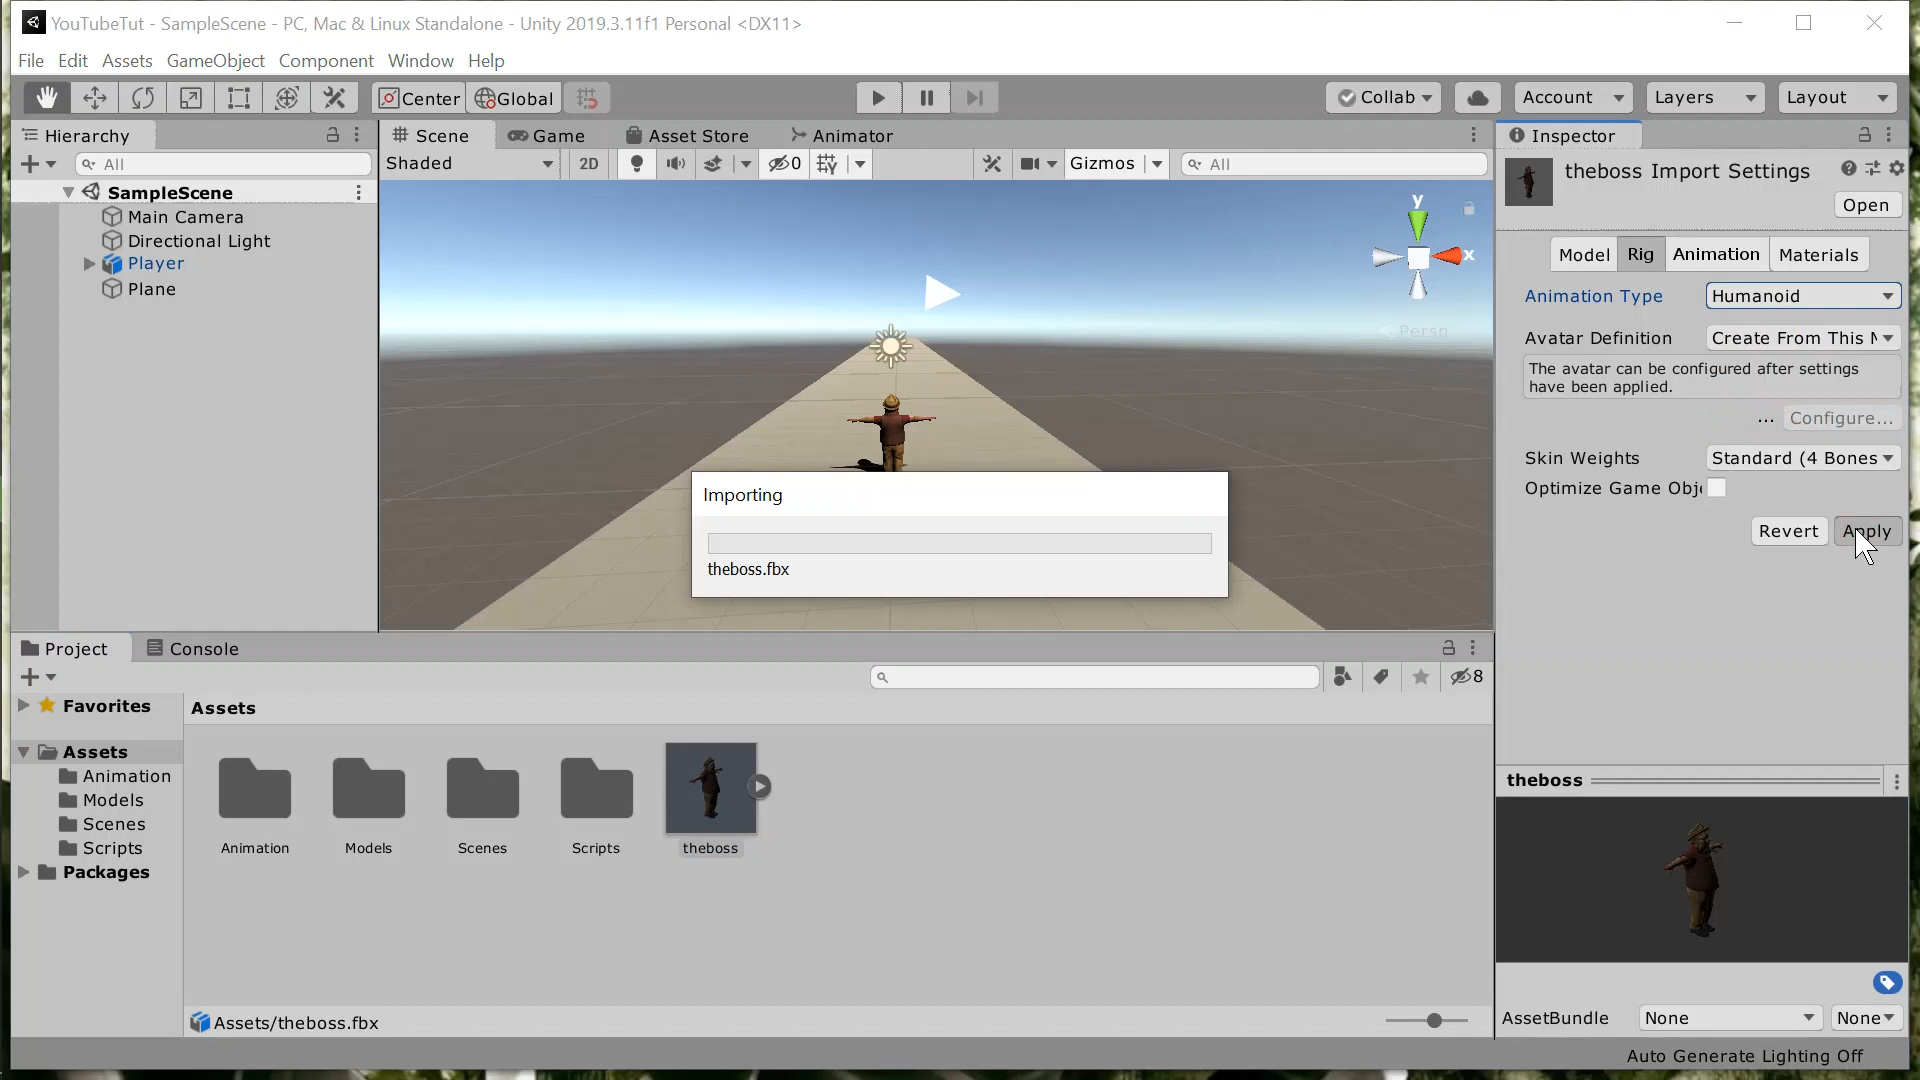 YouTubeTut - SampleScene - PC, Mac & Linux Standalone - Unity 2019.3.11f1 Personal <DX11>
File Edit Assets GameObject Component Window Help
Center Global Collab Account Layers Layout
Hierarchy
All
SampleScene
Main Camera
Directional Light
Player
Plane
Scene Game Asset Store Animator
Shaded 2D 0 Gizmos All
y
x
Persp
Importing
theboss.fbx
Inspector
theboss Import Settings
Open
Model Rig Animation Materials
Animation Type Humanoid
Avatar Definition Create From This M
The avatar can be configured after settings
have been applied.
... Configure...
Skin Weights Standard (4 Bones
Optimize Game Obj
Revert Apply
Project Console
8
Favorites
Assets
Animation
Models
Scenes
Scripts
Packages
Assets
Animation Models Scenes Scripts theboss
Assets/theboss.fbx
theboss
AssetBundle None None
Auto Generate Lighting Off